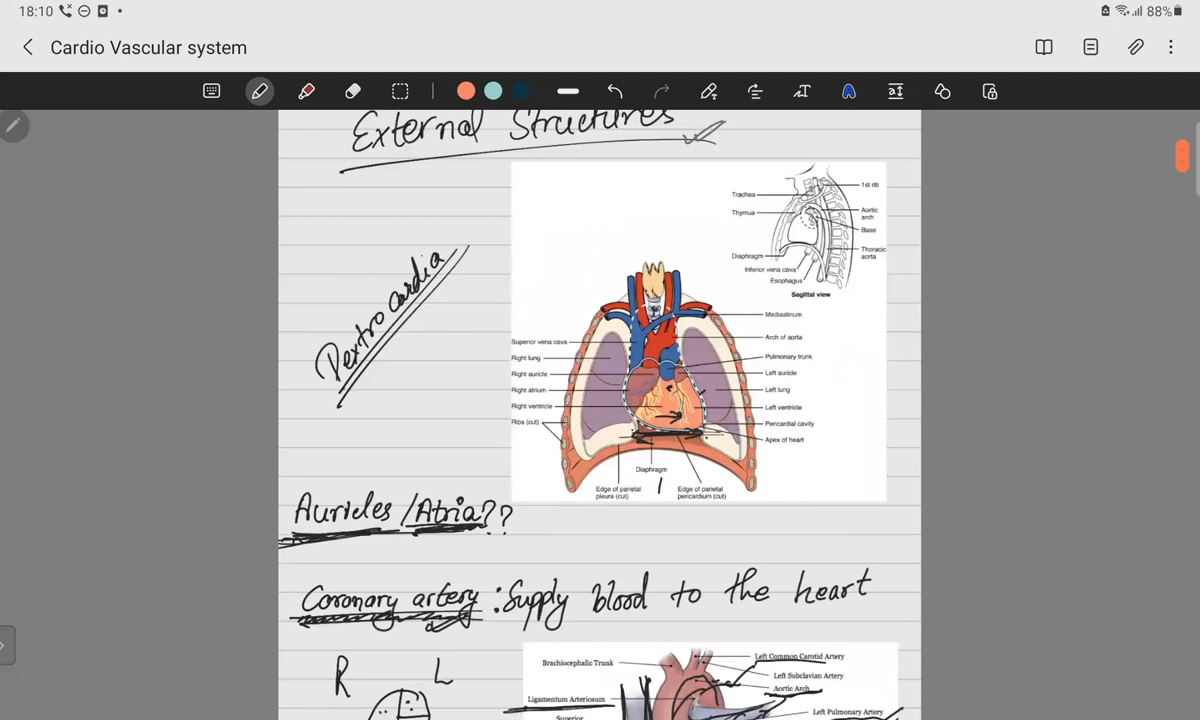 18:10
88%
Cardio Vascular system
External Structures
Trachea
1st rib
Thymus
Aortic
arch
Base
Thoracic
aorta
Diaphragm
Inferior vena cava
Esophagus
Sagittal view
Dextrocardia
Mediastinum
Superior vena cava
Arch of aorta
Right lung
Pulmonary trunk
Right auricle
Left auricle
Right atrium
Left lung
Right ventricle
Left ventricle
Ribs (cut)
Pericardial cavity
Apex of heart
Diaphragm
Edge of parietal
pleura (cut)
Edge of parietal
pericardium (cut)
Auricles / Atria??
Coronary artery : Supply blood to the heart
R L
Brachiocephalic Trunk
Left Common Carotid Artery
Left Subclavian Artery
Aortic Arch
Ligamentum Arteriosum
Left Pulmonary Artery
Superior